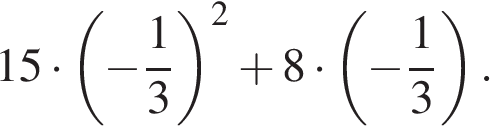 15 · (−1/3)² + 8 · (−1/3).